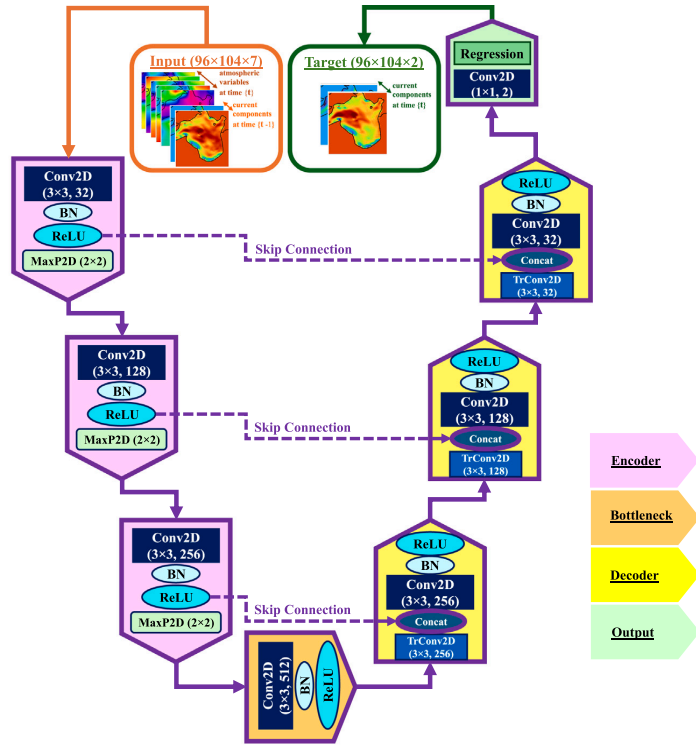 Input (96×104×7)
atmospheric
variables
at time {t}
current
components
at time {t -1}
Target (96×104×2)
current
components
at time {t}
Regression
Conv2D
(1×1, 2)
Conv2D
(3×3, 32)
BN
ReLU
MaxP2D (2×2)
Skip Connection
ReLU
BN
Conv2D
(3×3, 32)
Concat
TrConv2D
(3×3, 32)
Conv2D
(3×3, 128)
BN
ReLU
MaxP2D (2×2)
Skip Connection
ReLU
BN
Conv2D
(3×3, 128)
Concat
TrConv2D
(3×3, 128)
Conv2D
(3×3, 256)
BN
ReLU
MaxP2D (2×2)
Skip Connection
ReLU
BN
Conv2D
(3×3, 256)
Concat
TrConv2D
(3×3, 256)
Conv2D
(3×3, 512)
BN
ReLU
Encoder
Bottleneck
Decoder
Output